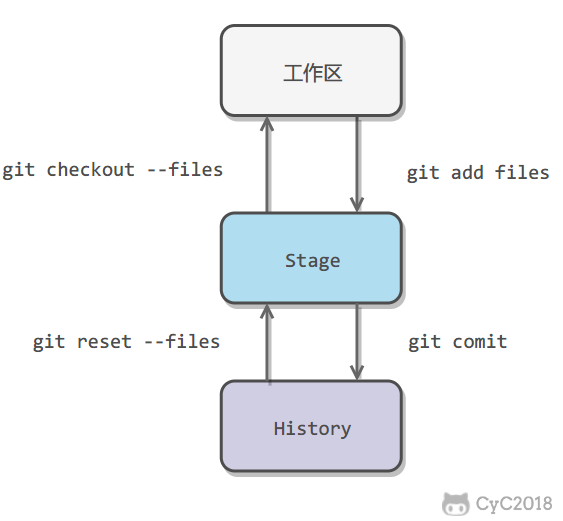 工作区
git checkout --files
git add files
Stage
git reset --files
git comit
History
CyC2018